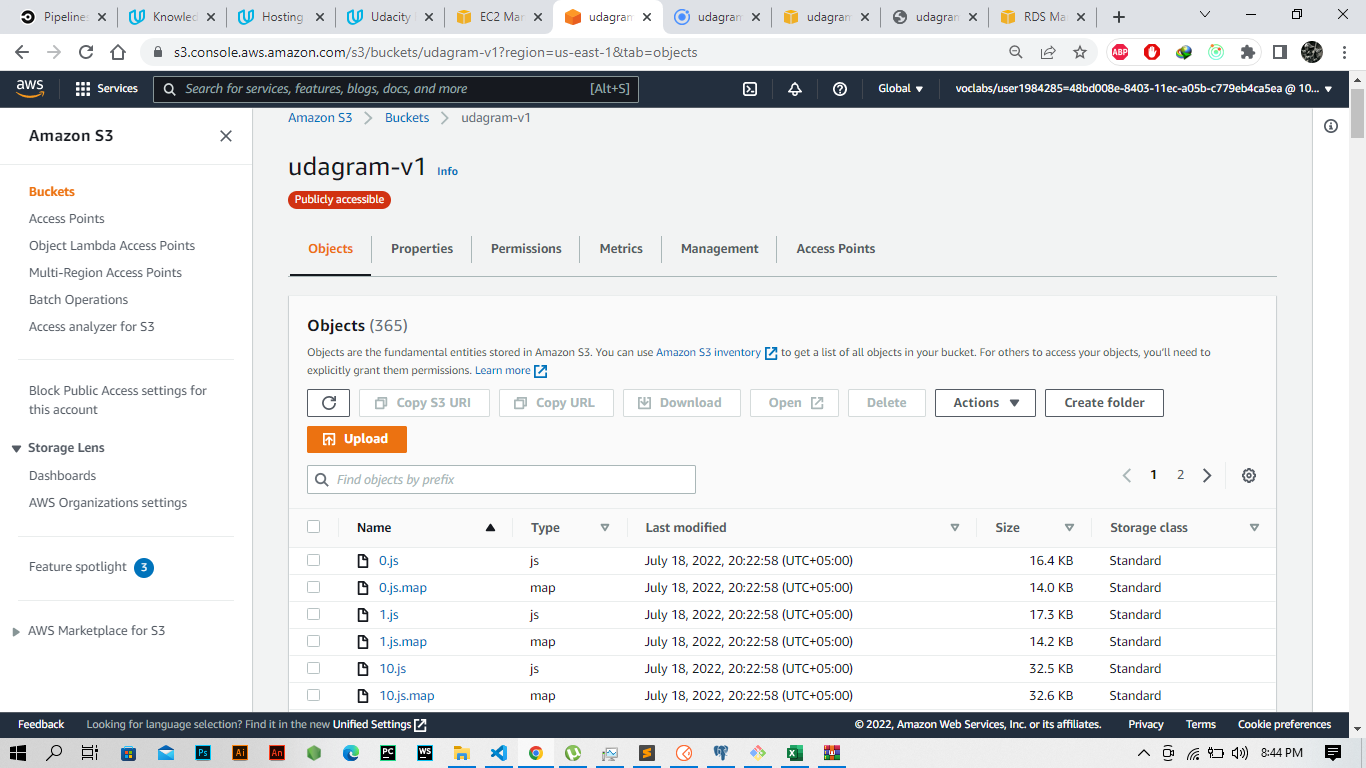 Pipelines
Knowled
Hosting
Udacity
EC2 Man
udagram
udagram
udagram
udagram
RDS Ma
s3.console.aws.amazon.com/s3/buckets/udagram-v1?region=us-east-1&tab=objects
ABP
aws
Services
Search for services, features, blogs, docs, and more
[Alt+S]
Global
voclabs/user1984285=48bd008e-8403-11ec-a05b-c779eb4ca5ea @ 10...
Amazon S3
Buckets
Access Points
Object Lambda Access Points
Multi-Region Access Points
Batch Operations
Access analyzer for S3
Block Public Access settings for
this account
Storage Lens
Dashboards
AWS Organizations settings
Feature spotlight 3
AWS Marketplace for S3
Amazon S3 > Buckets > udagram-v1
udagram-v1 Info
Publicly accessible
Objects Properties Permissions Metrics Management Access Points
Objects (365)
Objects are the fundamental entities stored in Amazon S3. You can use Amazon S3 inventory to get a list of all objects in your bucket. For others to access your objects, you'll need to
explicitly grant them permissions. Learn more
Copy S3 URI Copy URL Download Open Delete Actions Create folder
Upload
Find objects by prefix
1 2
Name Type Last modified Size Storage class
0.js js July 18, 2022, 20:22:58 (UTC+05:00) 16.4 KB Standard
0.js.map map July 18, 2022, 20:22:58 (UTC+05:00) 14.0 KB Standard
1.js js July 18, 2022, 20:22:58 (UTC+05:00) 17.3 KB Standard
1.js.map map July 18, 2022, 20:22:58 (UTC+05:00) 14.2 KB Standard
10.js js July 18, 2022, 20:22:58 (UTC+05:00) 32.5 KB Standard
10.js.map map July 18, 2022, 20:22:58 (UTC+05:00) 32.6 KB Standard
Feedback Looking for language selection? Find it in the new Unified Settings
© 2022, Amazon Web Services, Inc. or its affiliates. Privacy Terms Cookie preferences
Ps Ai An PC WS
8:44 PM